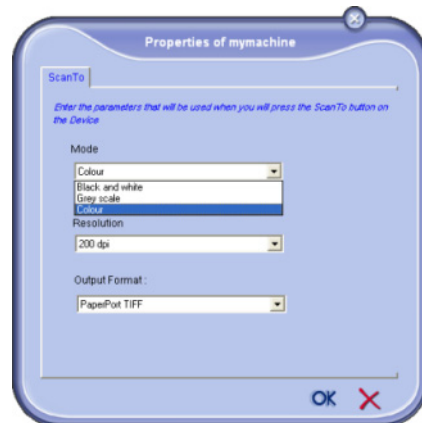 Properties of mymachine
ScanTo
Enter the parameters that will be used when you will press the ScanTo button on
the Device
Mode
Colour
Black and white
Grey scale
Colour
Resolution
200 dpi
Output Format :
PaperPort TIFF
OK